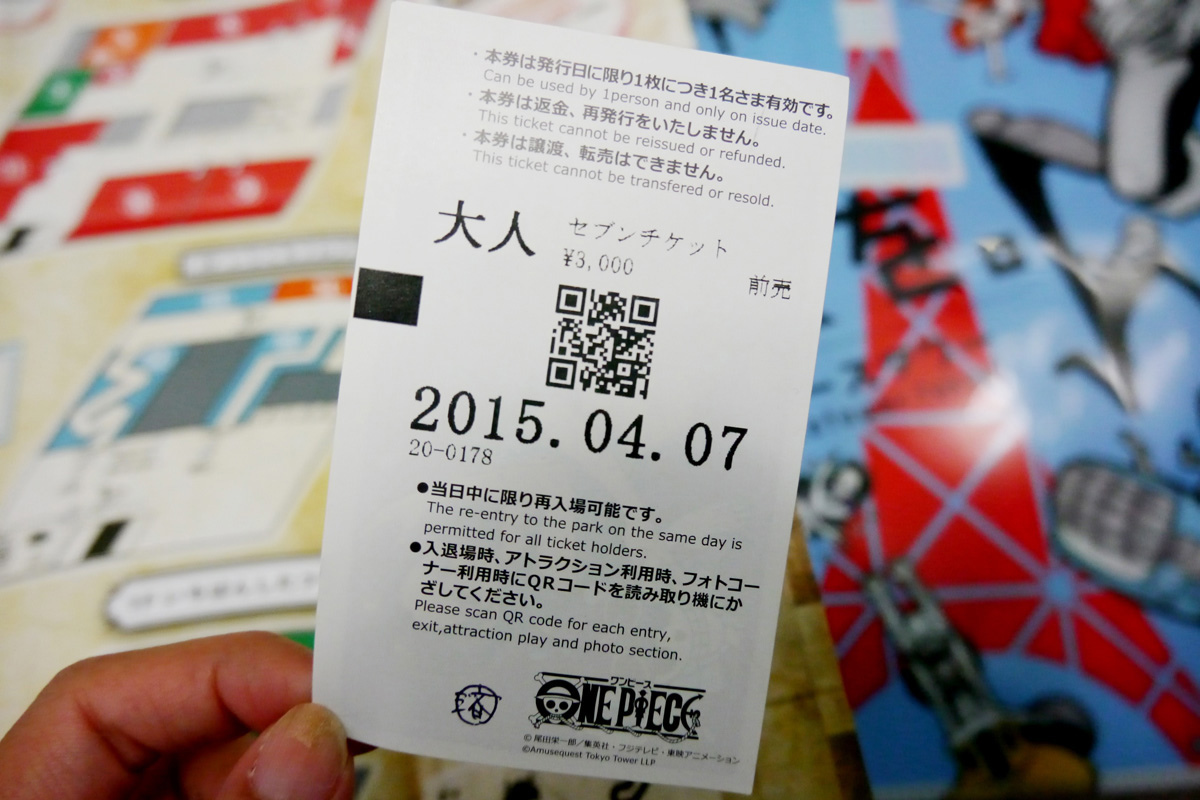 ・本券は発行日に限り1枚につき1名さま有効です。
Can be used by 1person and only on issue date.
・本券は返金、再発行をいたしません。
This ticket cannot be reissued or refunded.
・本券は譲渡、転売はできません。
This ticket cannot be transfered or resold.
大人 セブンチケット
¥3,000
前売
2015.04.07
20-0178
●当日中に限り再入場可能です。
The re-entry to the park on the same day is
permitted for all ticket holders.
●入退場時、アトラクション利用時、フォトコー
ナー利用時にQRコードを読み取り機にか
ざしてください。
Please scan QR code for each entry,
exit,attraction play and photo section.
ワンピース
ONE PIECE
© 尾田栄一郎／集英社・フジテレビ・東映アニメーション
©Amusequest Tokyo Tower LLP